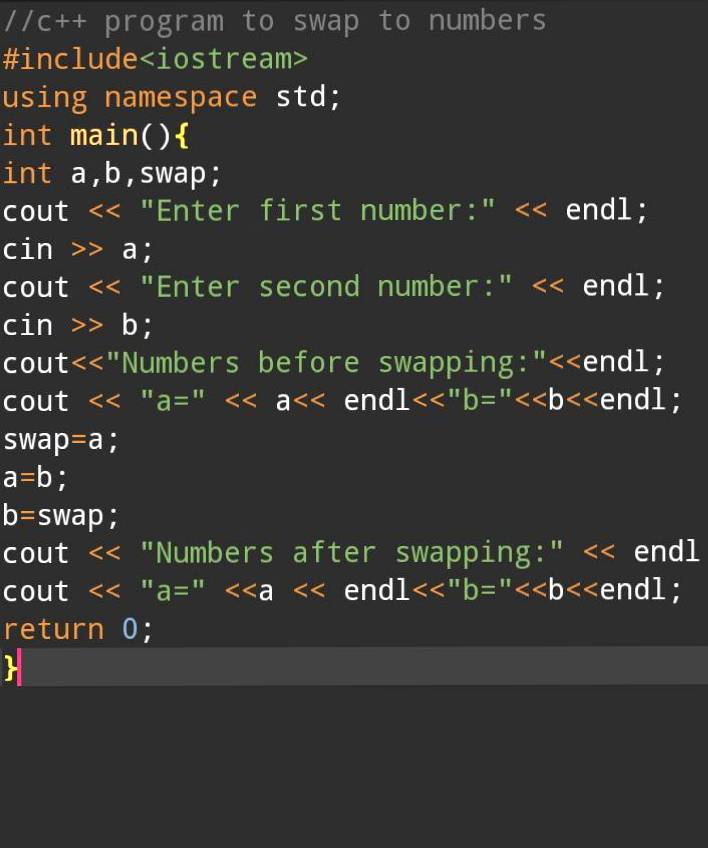 //c++ program to swap to numbers
#include<iostream>
using namespace std;
int main(){
int a,b,swap;
cout << "Enter first number:" << endl;
cin >> a;
cout << "Enter second number:" << endl;
cin >> b;
cout<<"Numbers before swapping:"<<endl;
cout << "a=" << a<< endl<<"b="<<b<<endl;
swap=a;
a=b;
b=swap;
cout << "Numbers after swapping:" << endl
cout << "a=" <<a << endl<<"b="<<b<<endl;
return 0;
}